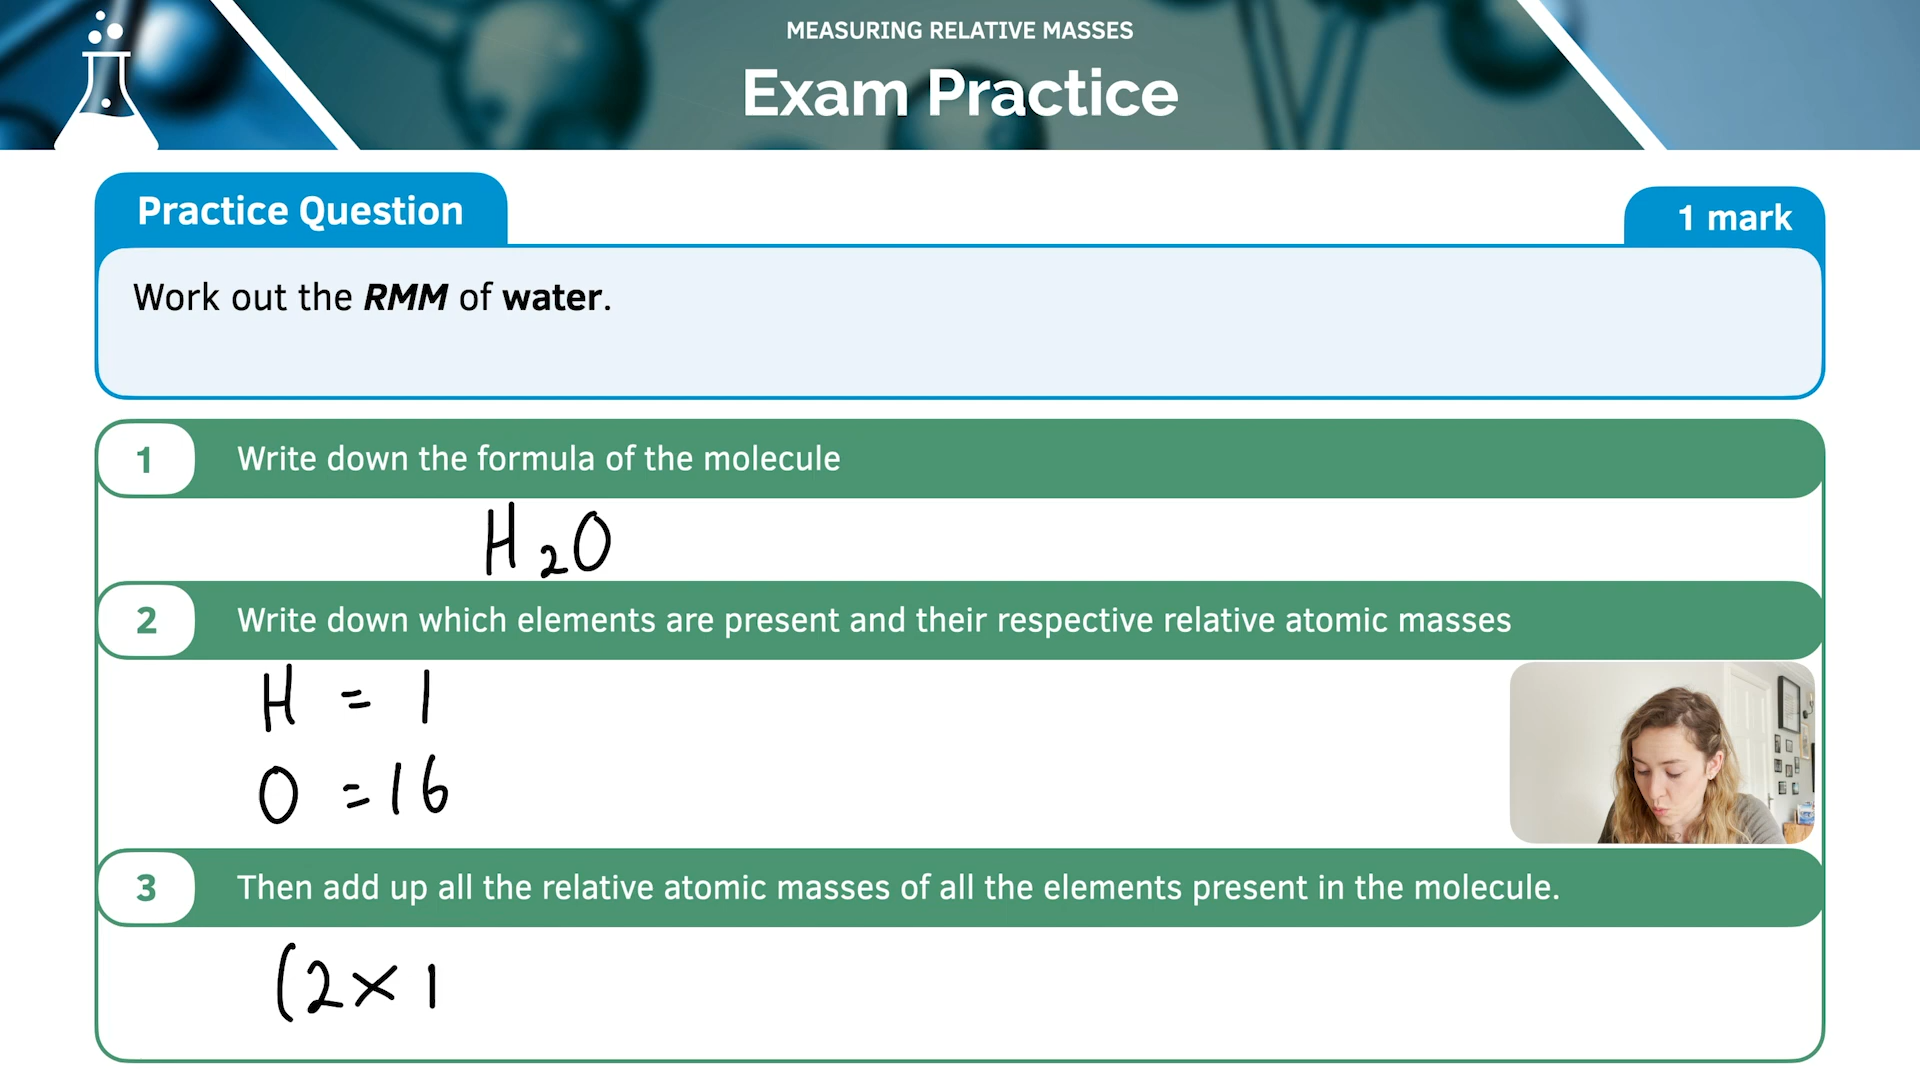 MEASURING RELATIVE MASSES
Exam Practice
Practice Question
1 mark
Work out the RMM of water.
1 Write down the formula of the molecule
H₂O
2 Write down which elements are present and their respective relative atomic masses
H = 1
O = 16
3 Then add up all the relative atomic masses of all the elements present in the molecule.
(2 × 1